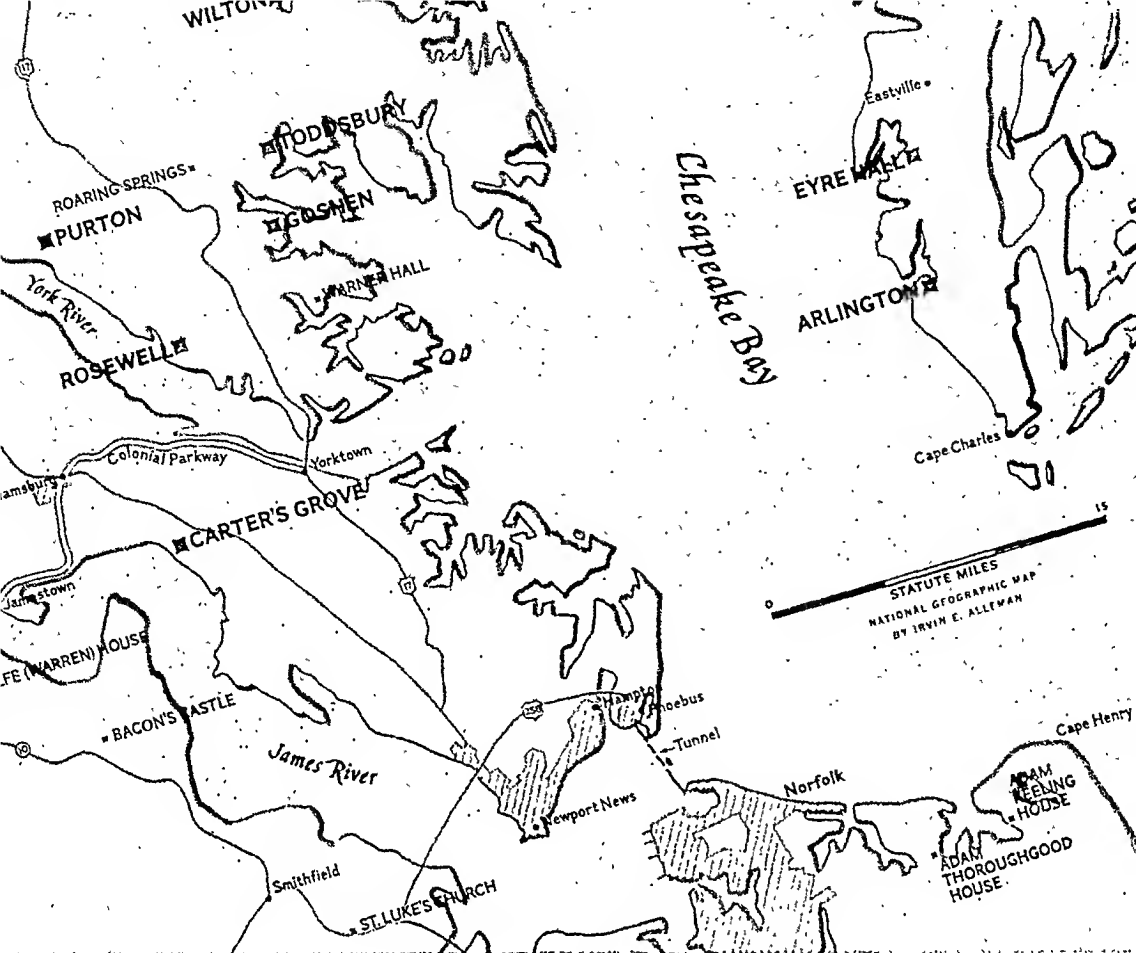 WILTON
17
Eastville
TODDSBURY
ROARING SPRINGS
EYRE HALL
PURTON
GOSHEN
Chesapeake Bay
WARNER HALL
York River
ARLINGTON
ROSEWELL
Cape Charles
Colonial Parkway
Yorktown
CARTER'S GROVE
0
15
STATUTE MILES
NATIONAL GEOGRAPHIC MAP
BY IRVIN E. ALLEMAN
17
Jamestown
(WARREN) HOUSE
BACON'S CASTLE
Hampton
Phoebus
Cape Henry
James River
Tunnel
Norfolk
ADAM
KEELING
HOUSE
Newport News
ADAM
THOROUGHGOOD
HOUSE
Smithfield
ST. LUKE'S CHURCH